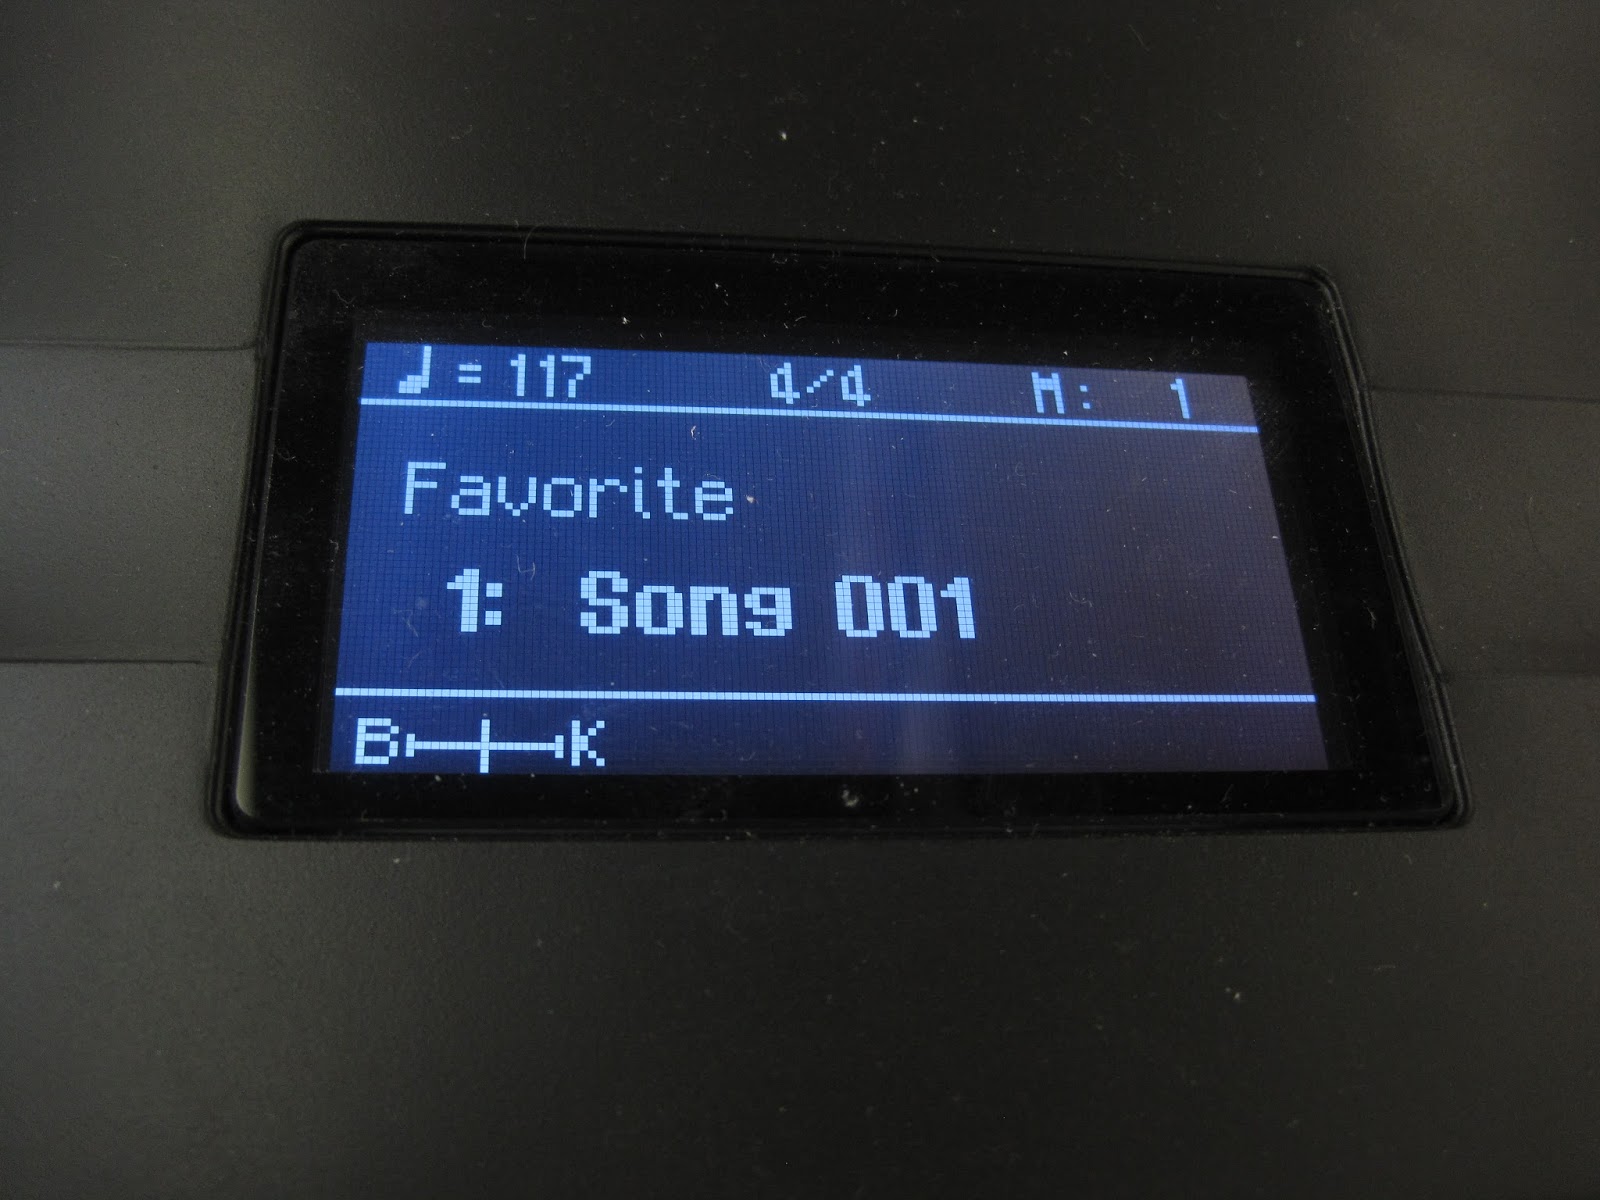 ♩=117 4/4 M: 1
Favorite
1: Song 001
B K